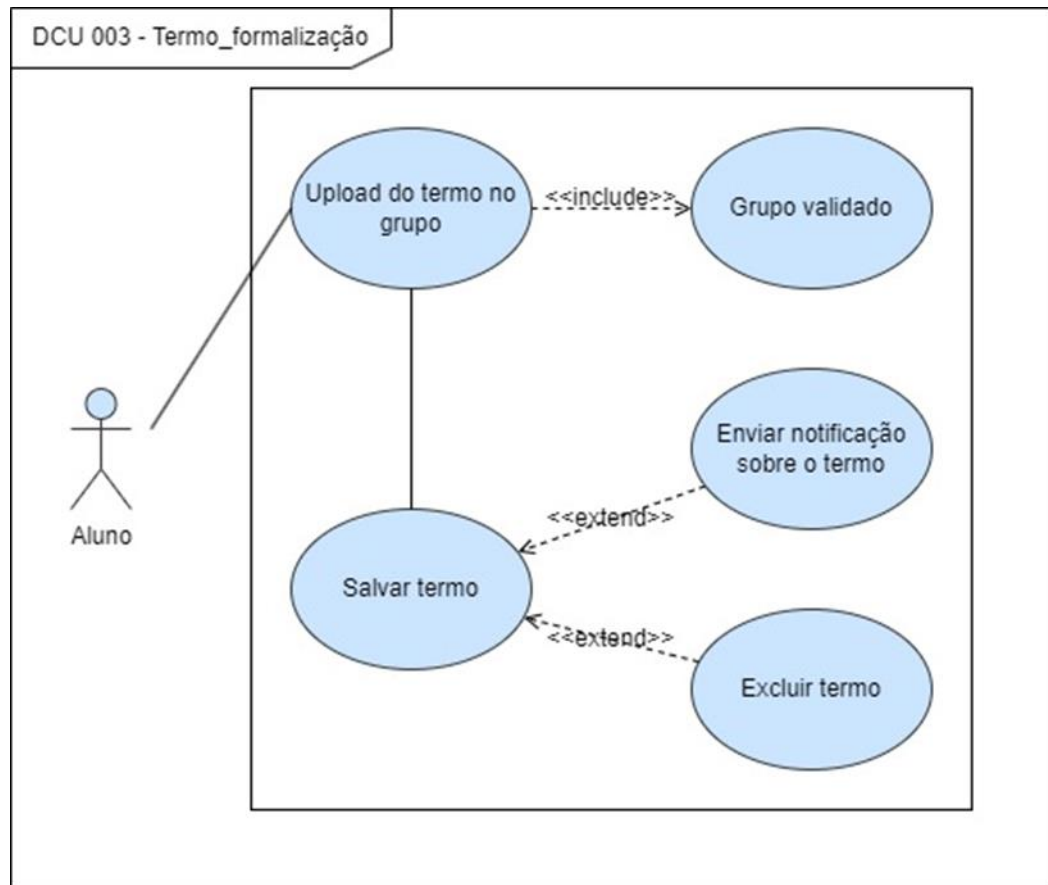 DCU 003 - Termo_formalização
Upload do termo no
grupo
<<include>>
Grupo validado
Enviar notificação
sobre o termo
<<extend>>
Aluno
Salvar termo
<<extend>>
Excluir termo